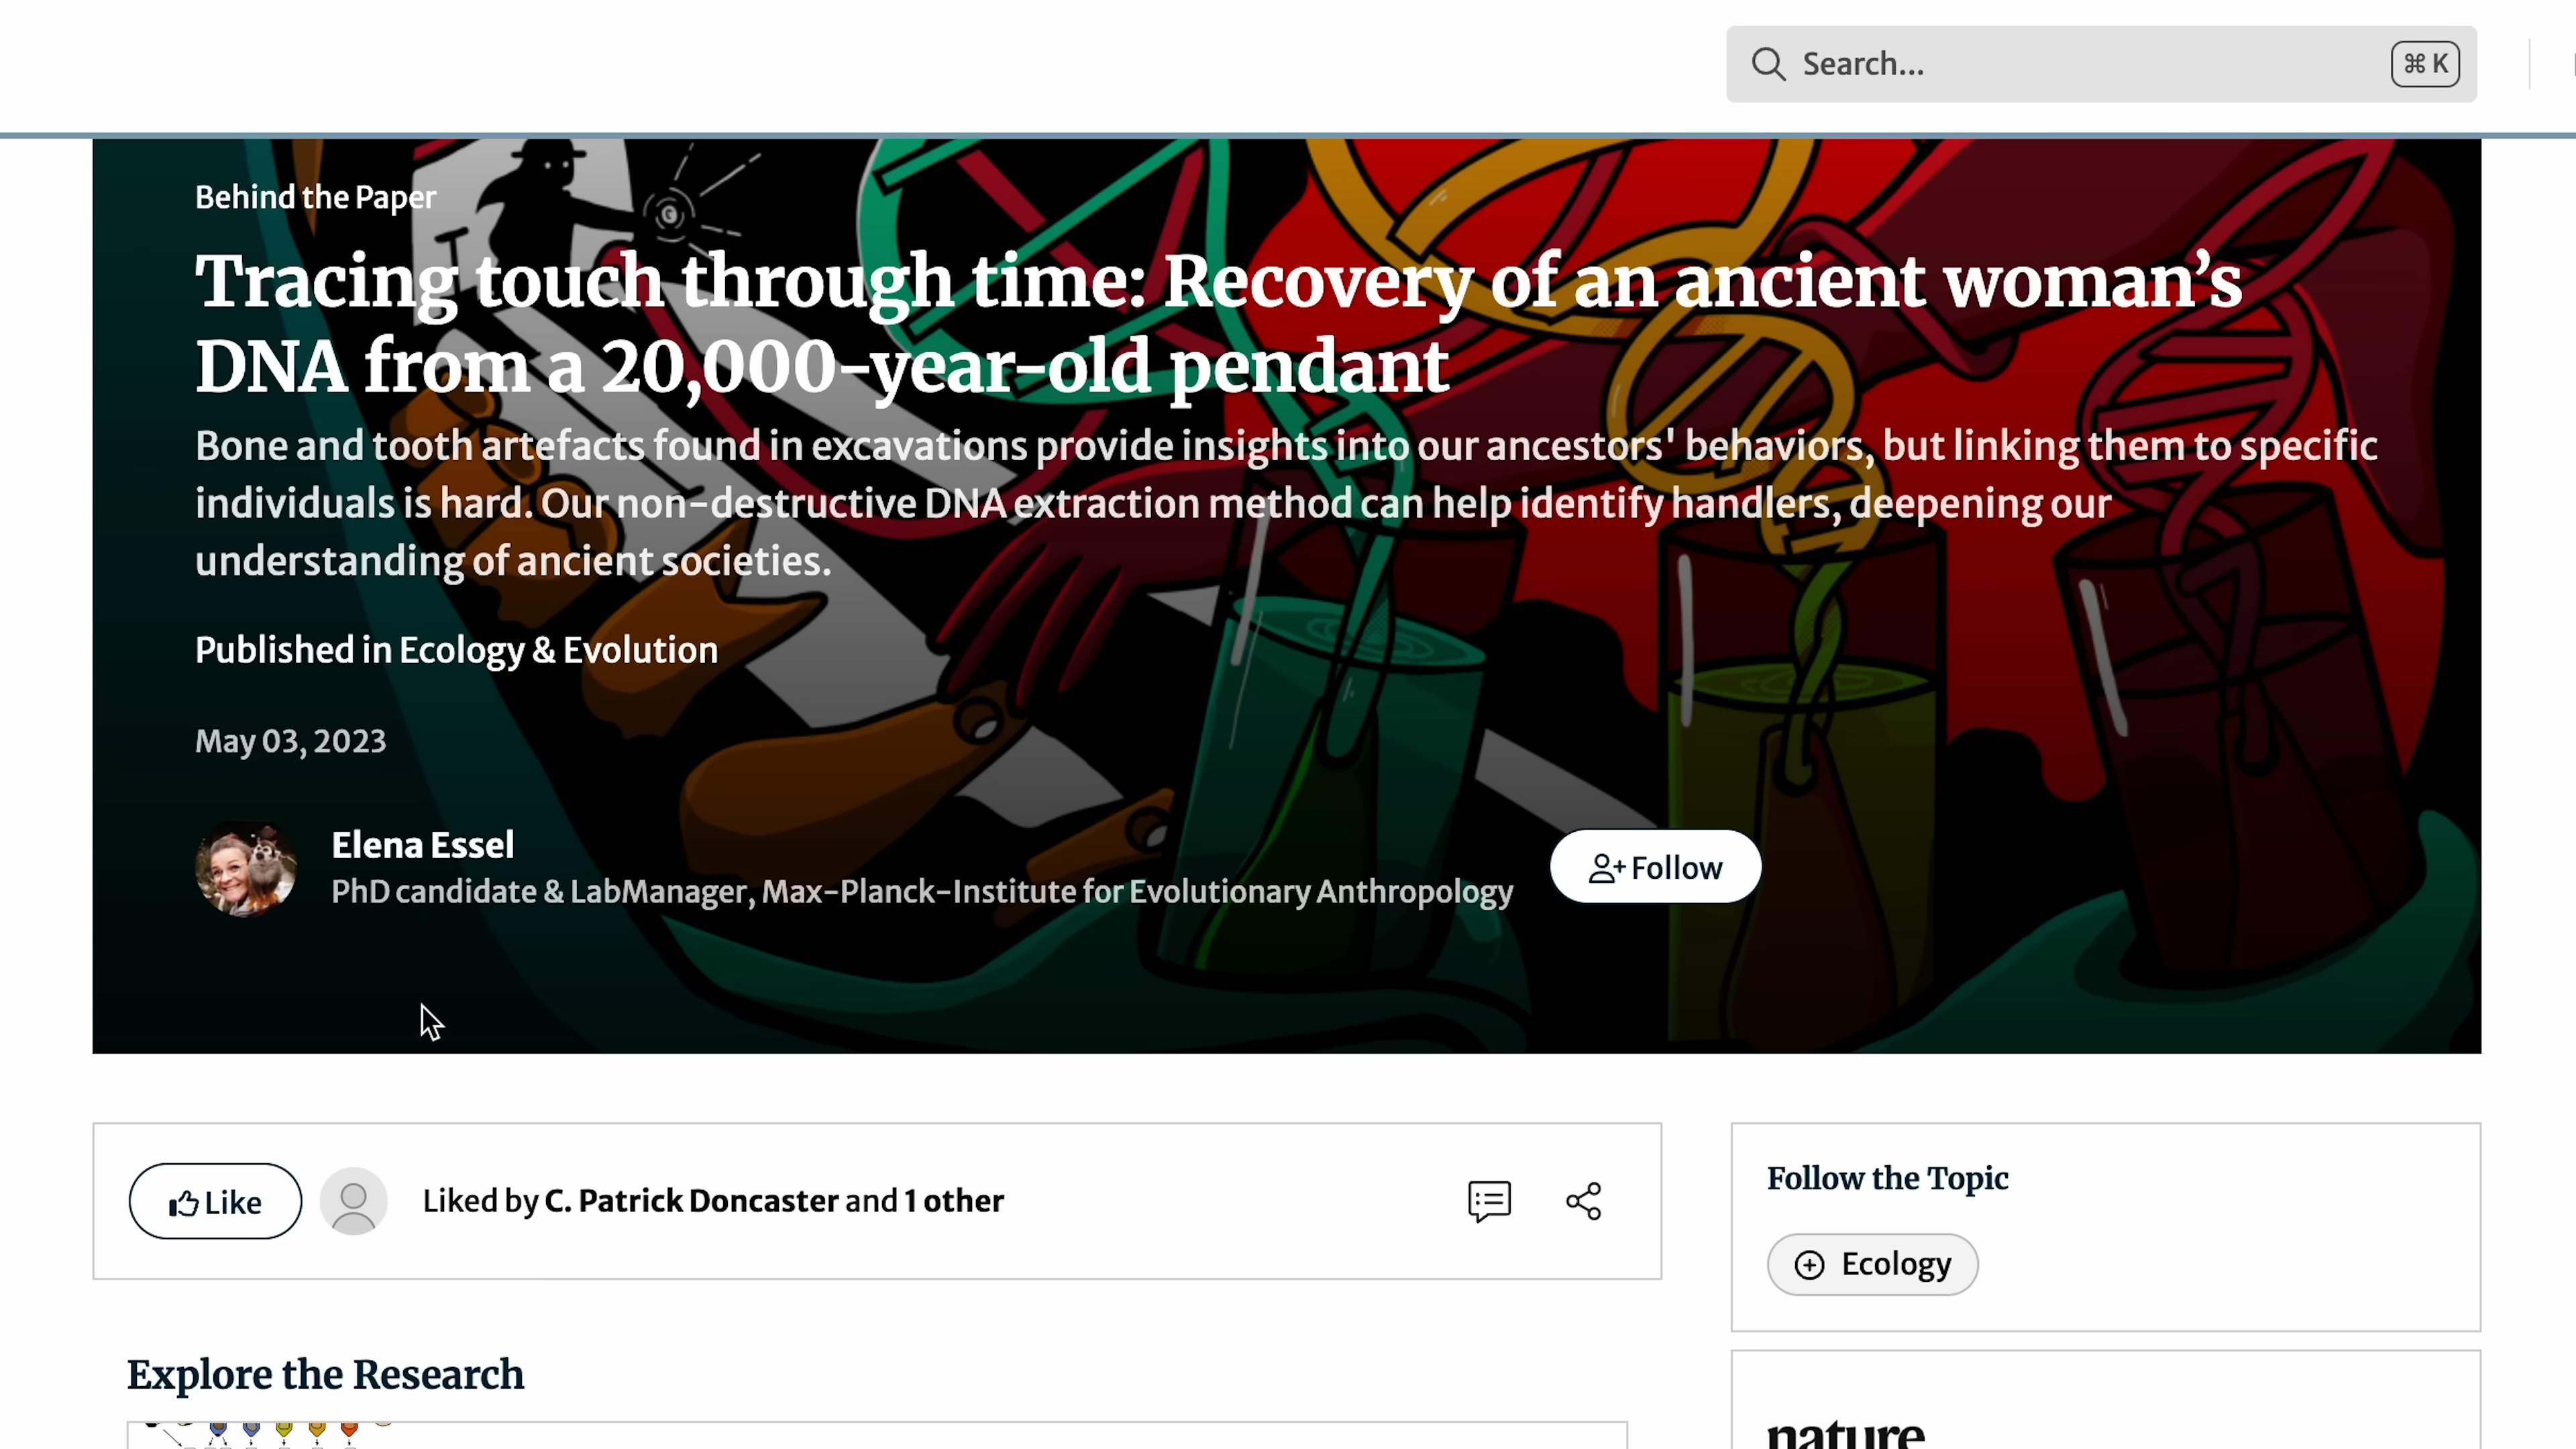 Search...
⌘ K
Behind the Paper
Tracing touch through time: Recovery of an ancient woman’s
DNA from a 20,000-year-old pendant
Bone and tooth artefacts found in excavations provide insights into our ancestors' behaviors, but linking them to specific
individuals is hard. Our non-destructive DNA extraction method can help identify handlers, deepening our
understanding of ancient societies.
Published in Ecology & Evolution
May 03, 2023
Elena Essel
PhD candidate & LabManager, Max-Planck-Institute for Evolutionary Anthropology
Follow
Like
Liked by C. Patrick Doncaster and 1 other
Follow the Topic
Ecology
Explore the Research
nature